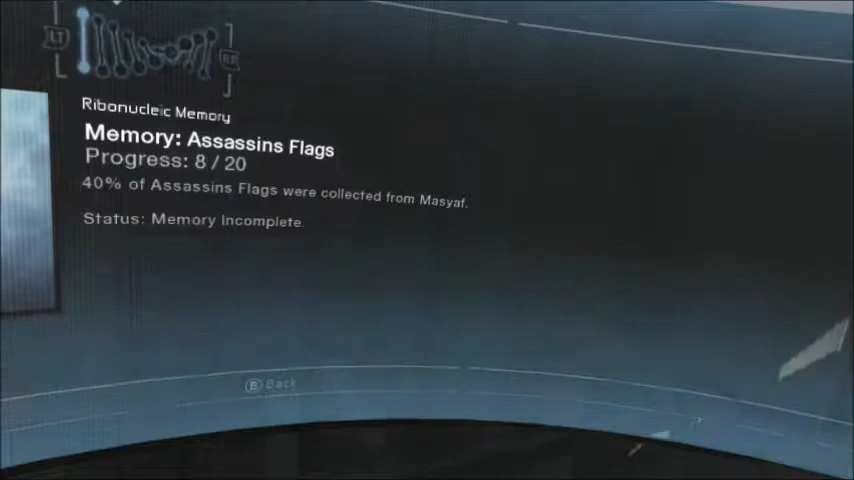 LT
Ribonucleic Memory
Memory: Assassins Flags
Progress: 8 / 20
40% of Assassins Flags were collected from Masyaf.
Status: Memory Incomplete.
B Back